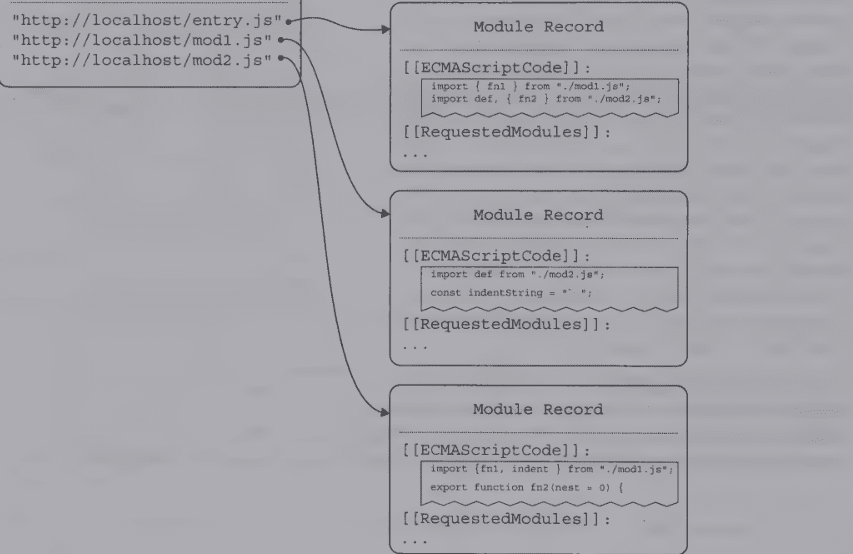 "http://localhost/entry.js"
"http://localhost/mod1.js"
"http://localhost/mod2.js"
Module Record
[[ECMAScriptCode]]:
import { fn1 } from "./mod1.js";
import def, { fn2 } from "./mod2.js";
[[RequestedModules]]:
...
Module Record
[[ECMAScriptCode]]:
import def from "./mod2.js";
const indentString = "  ";
[[RequestedModules]]:
...
Module Record
[[ECMAScriptCode]]:
import {fn1, indent } from "./mod1.js";
export function fn2(nest = 0) {
[[RequestedModules]]:
...